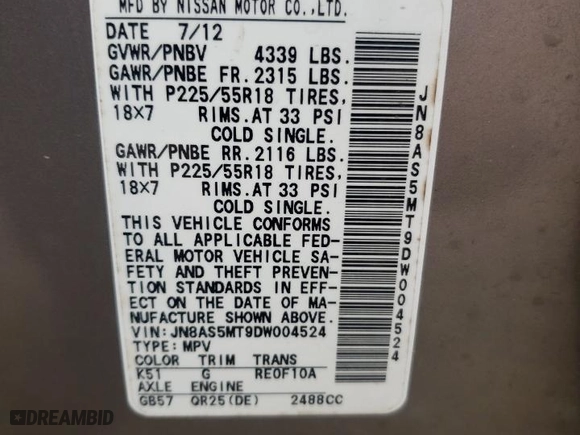 MFD BY NISSAN MOTOR CO.,LTD.
DATE 7/12
GVWR/PNBV 4339 LBS.
GAWR/PNBE FR. 2315 LBS.
WITH P225/55R18 TIRES,
18×7 RIMS.AT 33 PSI
COLD SINGLE.
GAWR/PNBE RR. 2116 LBS.
WITH P225/55R18 TIRES,
18×7 RIMS.AT 33 PSI
COLD SINGLE.
THIS VEHICLE CONFORMS
TO ALL APPLICABLE FED-
ERAL MOTOR VEHICLE SA-
FETY AND THEFT PREVEN-
TION STANDARDS IN EFF-
ECT ON THE DATE OF MA-
NUFACTURE SHOWN ABOVE.
VIN: JN8AS5MT9DW004524
TYPE: MPV
COLOR TRIM TRANS
K51 G RE0F10A
AXLE ENGINE
GB57 QR25(DE) 2488CC
JN8AS5MT9DW004524
DREAMBID